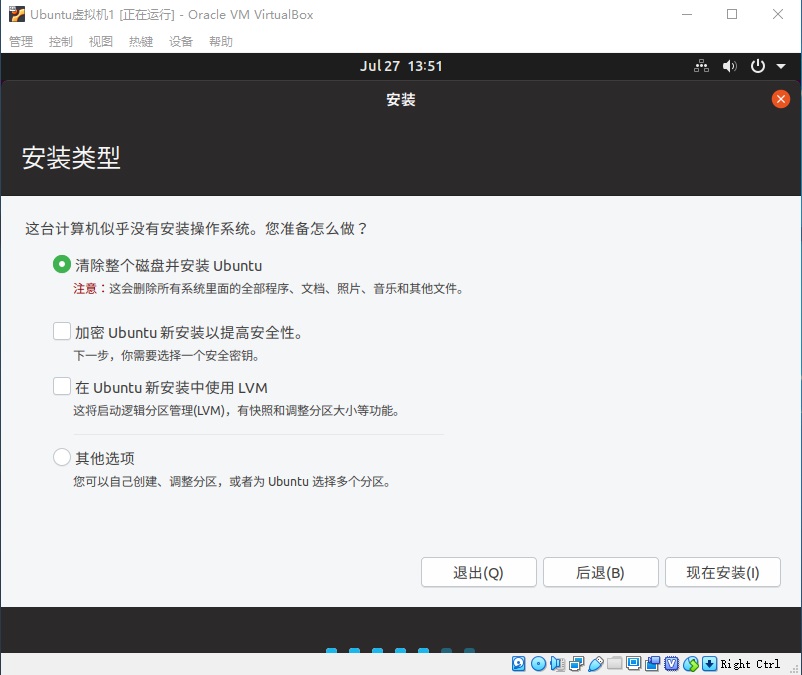 Ubuntu虚拟机1 [正在运行] - Oracle VM VirtualBox
管理 控制 视图 热键 设备 帮助
Jul 27 13:51
安装
安装类型
这台计算机似乎没有安装操作系统。您准备怎么做？
清除整个磁盘并安装 Ubuntu
注意：这会删除所有系统里面的全部程序、文档、照片、音乐和其他文件。
加密 Ubuntu 新安装以提高安全性。
下一步，你需要选择一个安全密钥。
在 Ubuntu 新安装中使用 LVM
这将启动逻辑分区管理(LVM)，有快照和调整分区大小等功能。
其他选项
您可以自己创建、调整分区，或者为 Ubuntu 选择多个分区。
退出(Q) 后退(B) 现在安装(I)
Right Ctrl